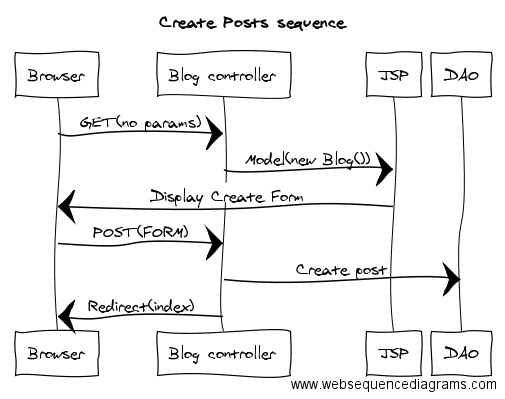 Create Posts sequence
Browser
Blog controller
JSP
DAO
GET(no params)
Model(new Blog())
Display Create Form
POST(FORM)
Create post
Redirect(index)
Browser
Blog controller
JSP
DAO
www.websequencediagrams.com